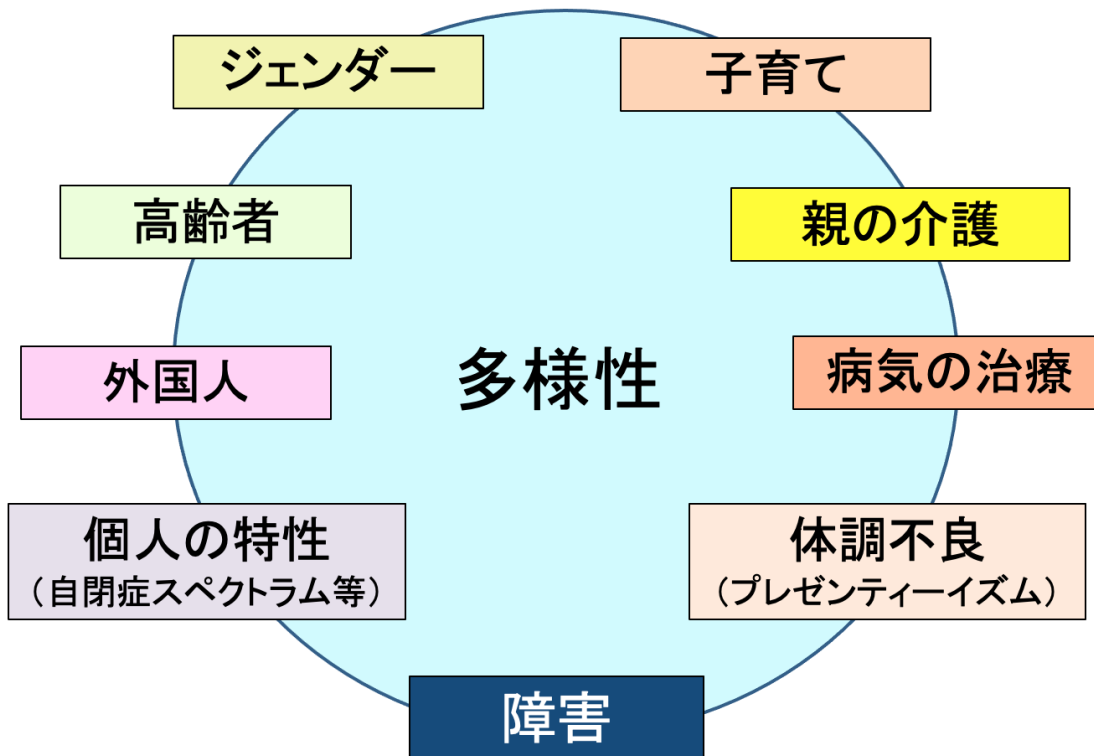 ジェンダー
子育て
高齢者
親の介護
外国人
多様性
病気の治療
個人の特性
（自閉症スペクトラム等）
体調不良
（プレゼンティーイズム）
障害